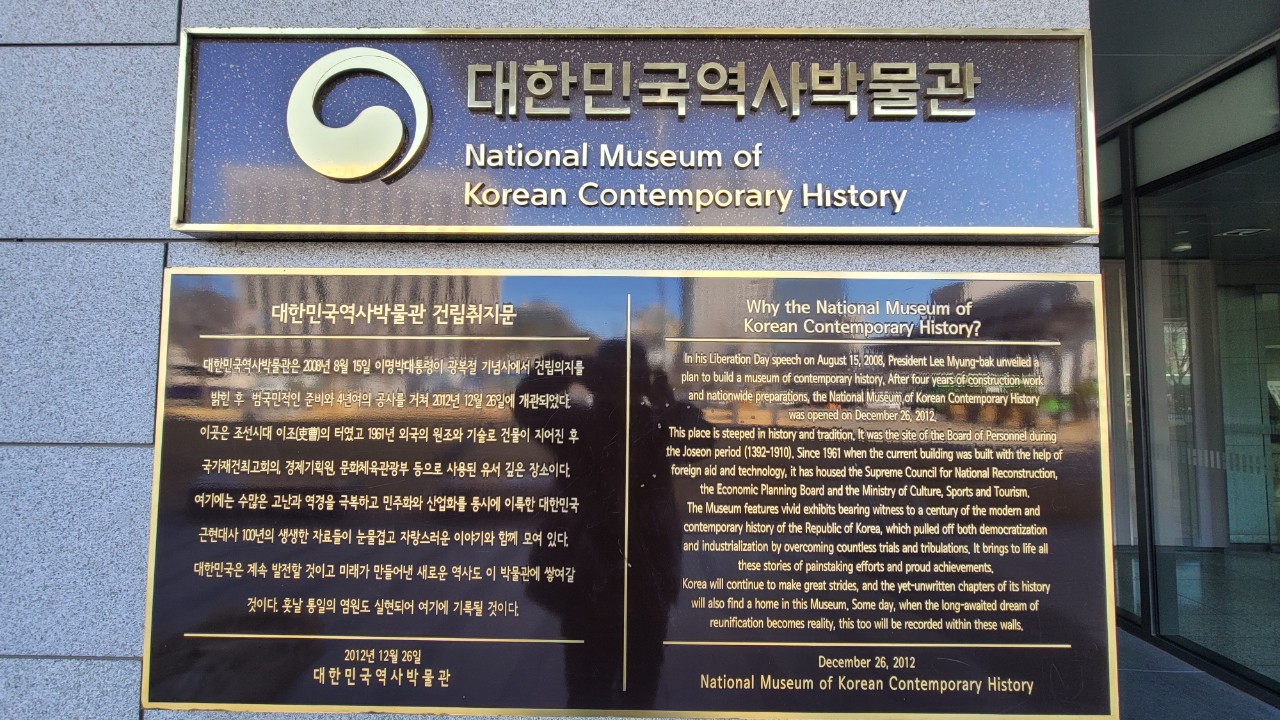 대한민국역사박물관
National Museum of
Korean Contemporary History
대한민국역사박물관 건립취지문
대한민국역사박물관은 2008년 8월 15일 이명박대통령이 광복절 기념사에서 건립의지를
밝힌 후 범국민적인 준비와 4년여의 공사를 거쳐 2012년 12월 26일에 개관되었다.
이곳은 조선시대 이조(吏曹)의 터였고 1961년 외국의 원조와 기술로 건물이 지어진 후
국가재건최고회의, 경제기획원, 문화체육관광부 등으로 사용된 유서 깊은 장소이다.
여기에는 수많은 고난과 역경을 극복하고 민주화와 산업화를 동시에 이룩한 대한민국
근현대사 100년의 생생한 자료들이 눈물겹고 자랑스러운 이야기와 함께 모여 있다.
대한민국은 계속 발전할 것이고 미래가 만들어낸 새로운 역사도 이 박물관에 쌓여갈
것이다. 훗날 통일의 염원도 실현되어 여기에 기록될 것이다.
2012년 12월 26일
대한민국역사박물관
Why the National Museum of
Korean Contemporary History?
In his Liberation Day speech on August 15, 2008, President Lee Myung-bak unveiled a
plan to build a museum of contemporary history. After four years of construction work
and nationwide preparations, the National Museum of Korean Contemporary History
was opened on December 26, 2012.
This place is steeped in history and tradition. It was the site of the Board of Personnel during
the Joseon period (1392-1910). Since 1961 when the current building was built with the help of
foreign aid and technology, it has housed the Supreme Council for National Reconstruction,
the Economic Planning Board and the Ministry of Culture, Sports and Tourism.
The Museum features vivid exhibits bearing witness to a century of the modern and
contemporary history of the Republic of Korea, which pulled off both democratization
and industrialization by overcoming countless trials and tribulations. It brings to life all
these stories of painstaking efforts and proud achievements.
Korea will continue to make great strides, and the yet-unwritten chapters of its history
will also find a home in this Museum. Some day, when the long-awaited dream of
reunification becomes reality, this too will be recorded within these walls.
December 26, 2012
National Museum of Korean Contemporary History